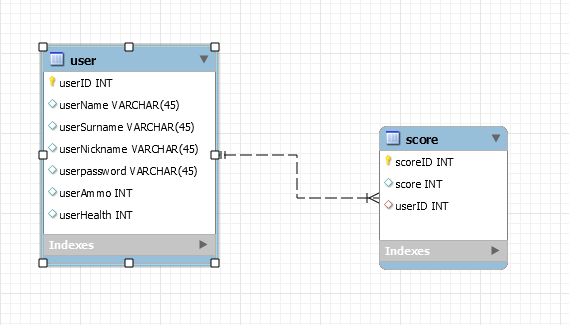 user
userID INT
userName VARCHAR(45)
userSurname VARCHAR(45)
userNickname VARCHAR(45)
userpassword VARCHAR(45)
userAmmo INT
userHealth INT
Indexes
score
scoreID INT
score INT
userID INT
Indexes